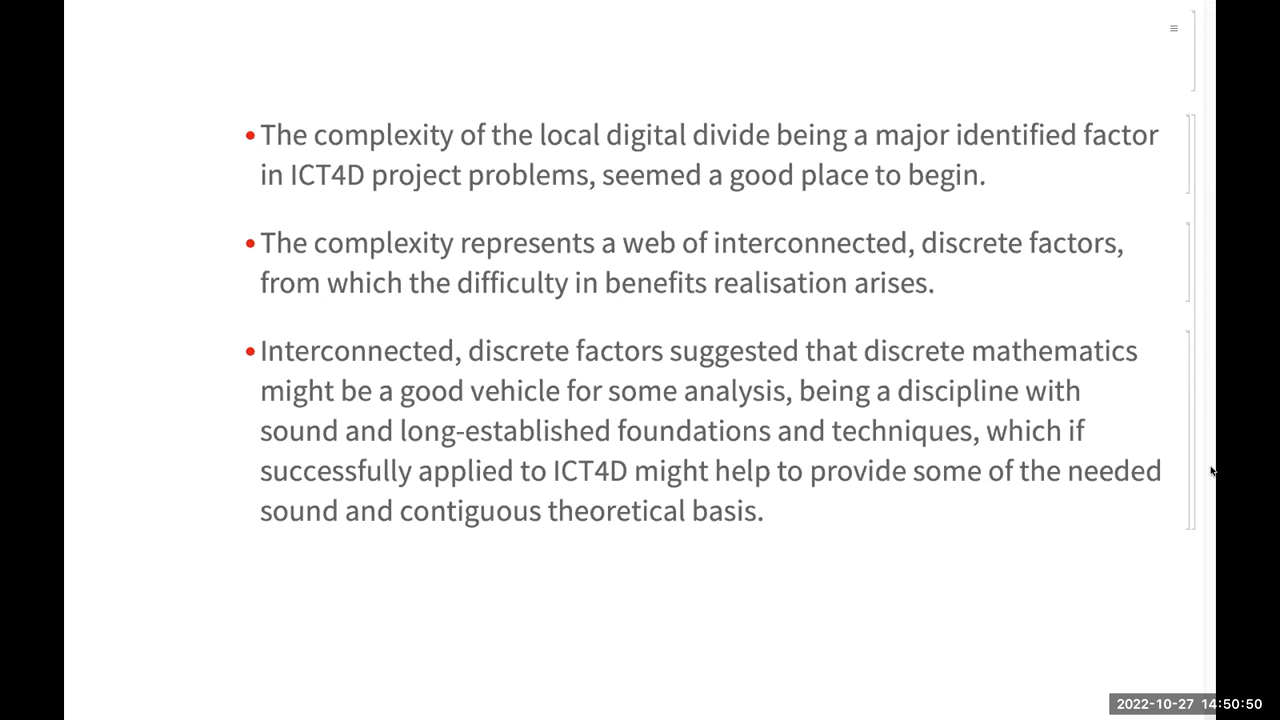 • The complexity of the local digital divide being a major identified factor
in ICT4D project problems, seemed a good place to begin.
• The complexity represents a web of interconnected, discrete factors,
from which the difficulty in benefits realisation arises.
• Interconnected, discrete factors suggested that discrete mathematics
might be a good vehicle for some analysis, being a discipline with
sound and long-established foundations and techniques, which if
successfully applied to ICT4D might help to provide some of the needed
sound and contiguous theoretical basis.
2022-10-27 14:50:50